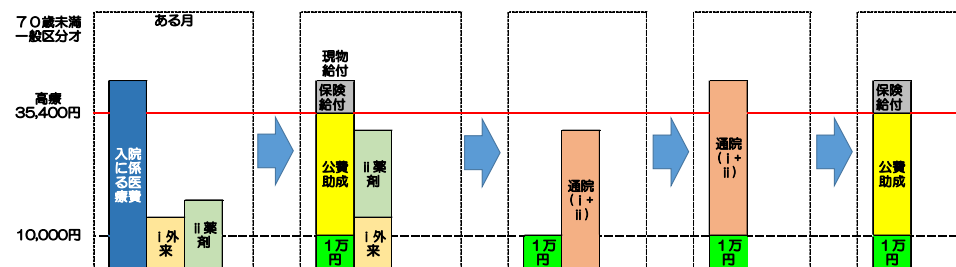 ７０歳未満
一般区分オ
ある月
高療
35,400円
10,000円
入院に係る医療費
ⅰ外
来
ⅱ薬
剤
現物
給付
保険
給付
公費
助成
1万
円
ⅱ薬
剤
ⅰ外
来
1万
円
通院
(ⅰ+
ⅱ)
通院
(ⅰ+
ⅱ)
1万
円
保険
給付
公費
助成
1万
円